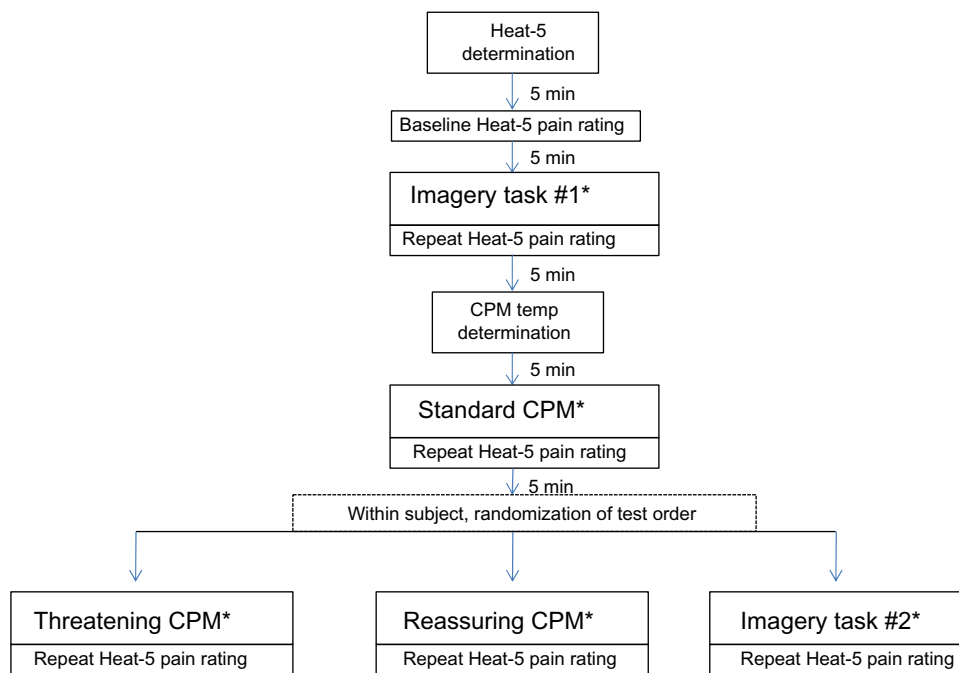 Heat-5
determination
5 min
Baseline Heat-5 pain rating
5 min
Imagery task #1*
Repeat Heat-5 pain rating
5 min
CPM temp
determination
5 min
Standard CPM*
Repeat Heat-5 pain rating
5 min
Within subject, randomization of test order
Threatening CPM*
Repeat Heat-5 pain rating
Reassuring CPM*
Repeat Heat-5 pain rating
Imagery task #2*
Repeat Heat-5 pain rating